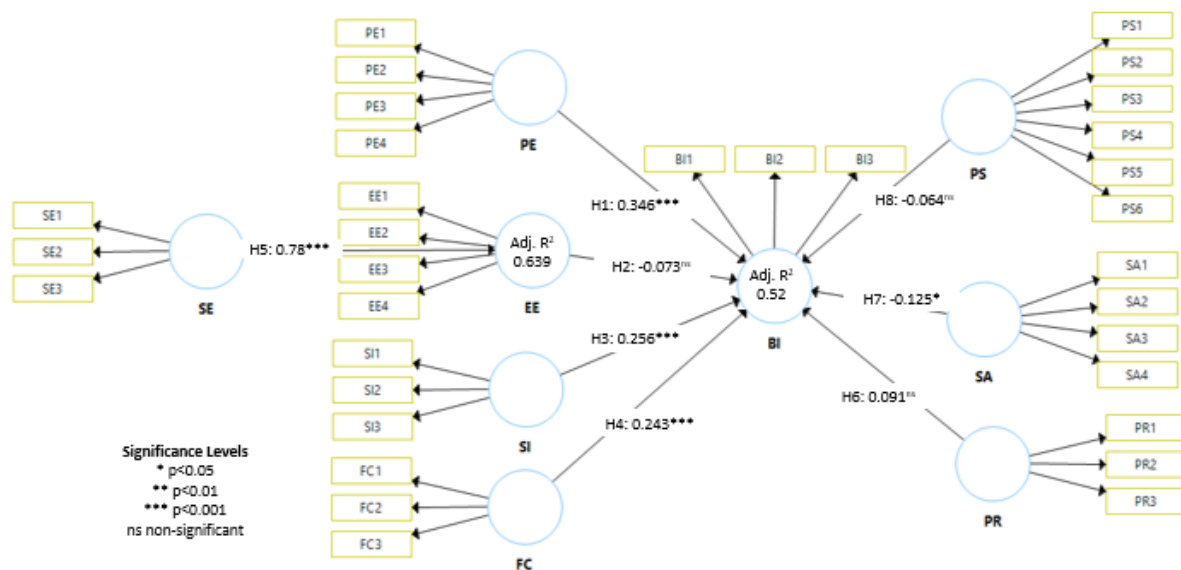 PE1
PE2
PE3
PE4
PE
PS1
PS2
PS3
PS4
PS5
PS6
PS
BI1
BI2
BI3
H1: 0.346***
H8: -0.064ⁿˢ
SE1
SE2
SE3
SE
H5: 0.78***
EE1
EE2
EE3
EE4
Adj. R²
0.639
EE
H2: -0.073ⁿˢ
Adj. R²
0.52
BI
H7: -0.125*
SA1
SA2
SA3
SA4
SA
H3: 0.256***
SI1
SI2
SI3
SI
H4: 0.243***
H6: 0.091ⁿˢ
PR1
PR2
PR3
PR
FC1
FC2
FC3
FC
Significance Levels
* p<0.05
** p<0.01
*** p<0.001
ns non-significant